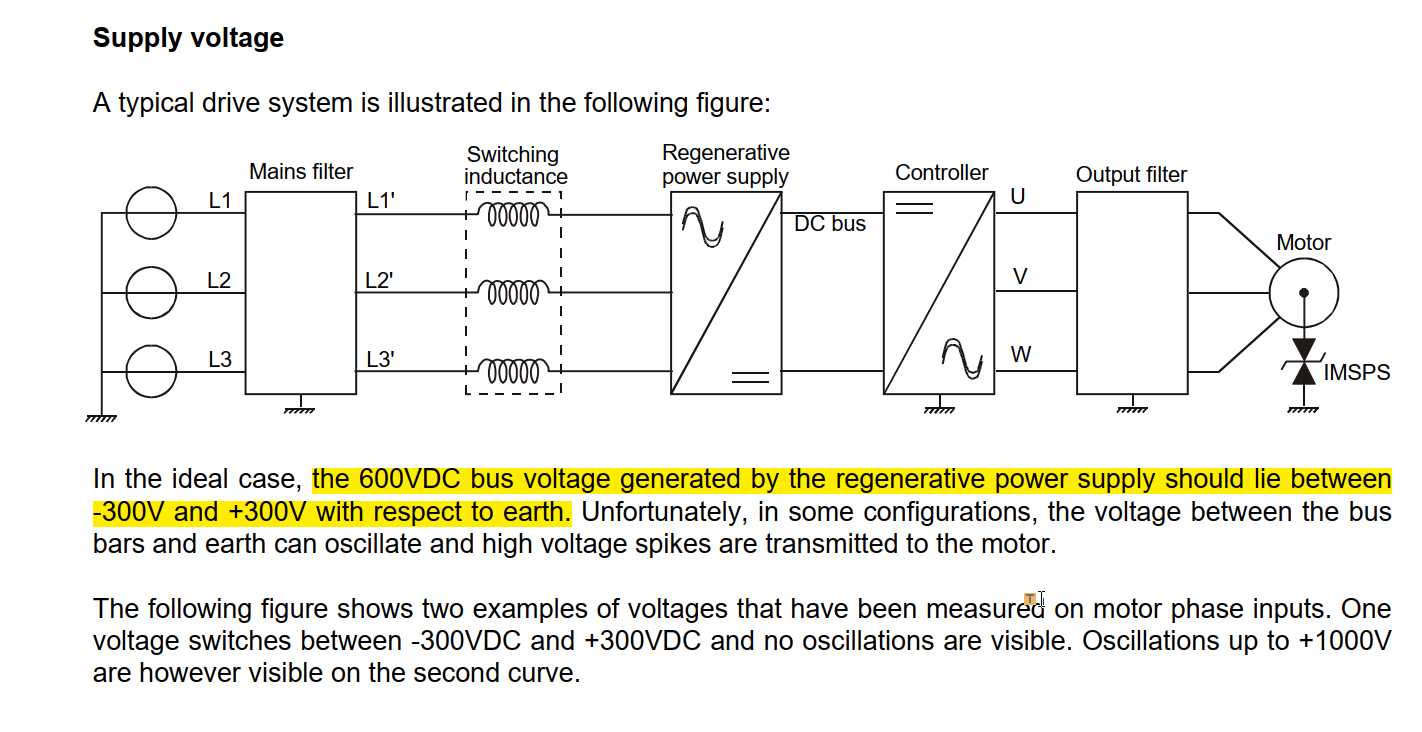 Supply voltage
A typical drive system is illustrated in the following figure:
Mains filter
Switching
inductance
Regenerative
power supply
Controller
Output filter
L1
L1'
DC bus
U
Motor
L2
L2'
V
L3
L3'
W
IMSPS
In the ideal case, the 600VDC bus voltage generated by the regenerative power supply should lie between
-300V and +300V with respect to earth. Unfortunately, in some configurations, the voltage between the bus
bars and earth can oscillate and high voltage spikes are transmitted to the motor.
The following figure shows two examples of voltages that have been measured on motor phase inputs. One
voltage switches between -300VDC and +300VDC and no oscillations are visible. Oscillations up to +1000V
are however visible on the second curve.